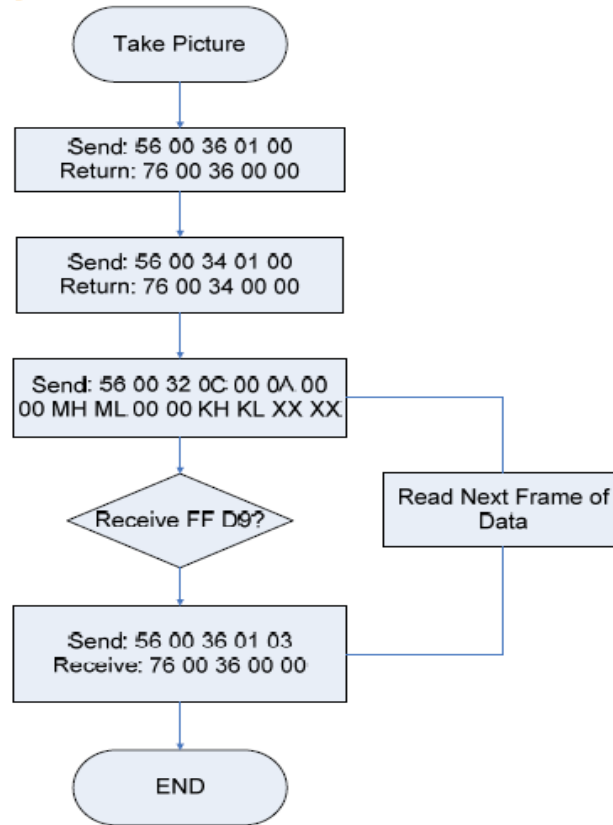 Take Picture
Send: 56 00 36 01 00
Return: 76 00 36 00 00
Send: 56 00 34 01 00
Return: 76 00 34 00 00
Send: 56 00 32 0C 00 0A 00
00 MH ML 00 00 KH KL XX XX
Receive FF D9?
Read Next Frame of
Data
Send: 56 00 36 01 03
Receive: 76 00 36 00 00
END